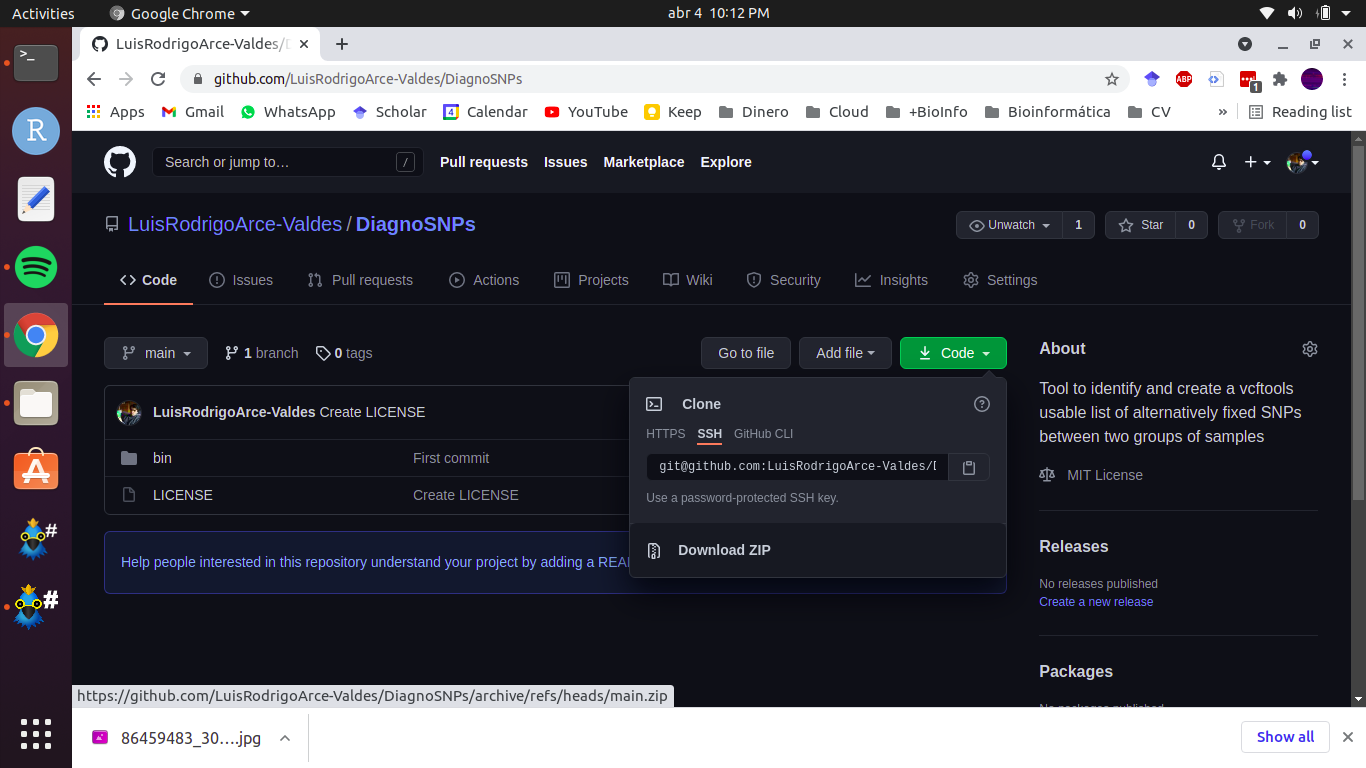 Activities Google Chrome abr 4 10:12 PM
LuisRodrigoArce-Valdes/
github.com/LuisRodrigoArce-Valdes/DiagnoSNPs ABP 1
Apps Gmail WhatsApp Scholar 4 Calendar YouTube Keep Dinero Cloud +BioInfo Bioinformática CV » Reading list
Search or jump to… / Pull requests Issues Marketplace Explore
LuisRodrigoArce-Valdes / DiagnoSNPs Unwatch 1 Star 0 Fork 0
Code Issues Pull requests Actions Projects Wiki Security Insights Settings
main 1 branch 0 tags Go to file Add file Code
About
Tool to identify and create a vcftools
usable list of alternatively fixed SNPs
between two groups of samples
MIT License
LuisRodrigoArce-Valdes Create LICENSE
bin First commit
LICENSE Create LICENSE
Clone
HTTPS SSH GitHub CLI
git@github.com:LuisRodrigoArce-Valdes/D
Use a password-protected SSH key.
Download ZIP
Help people interested in this repository understand your project by adding a REA
Releases
No releases published
Create a new release
Packages
No packages published
https://github.com/LuisRodrigoArce-Valdes/DiagnoSNPs/archive/refs/heads/main.zip
86459483_30….jpg Show all
>_
R
#
#